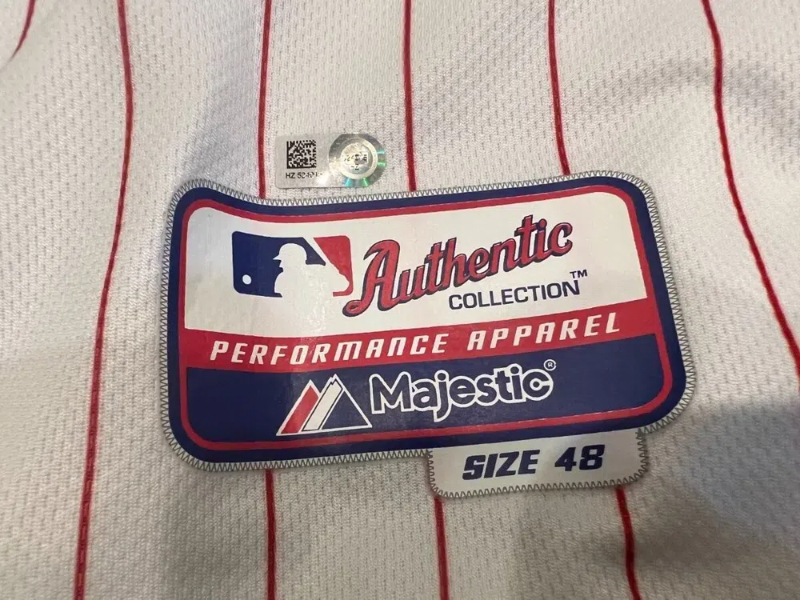 Authentic
COLLECTION™
PERFORMANCE APPAREL
Majestic®
SIZE 48